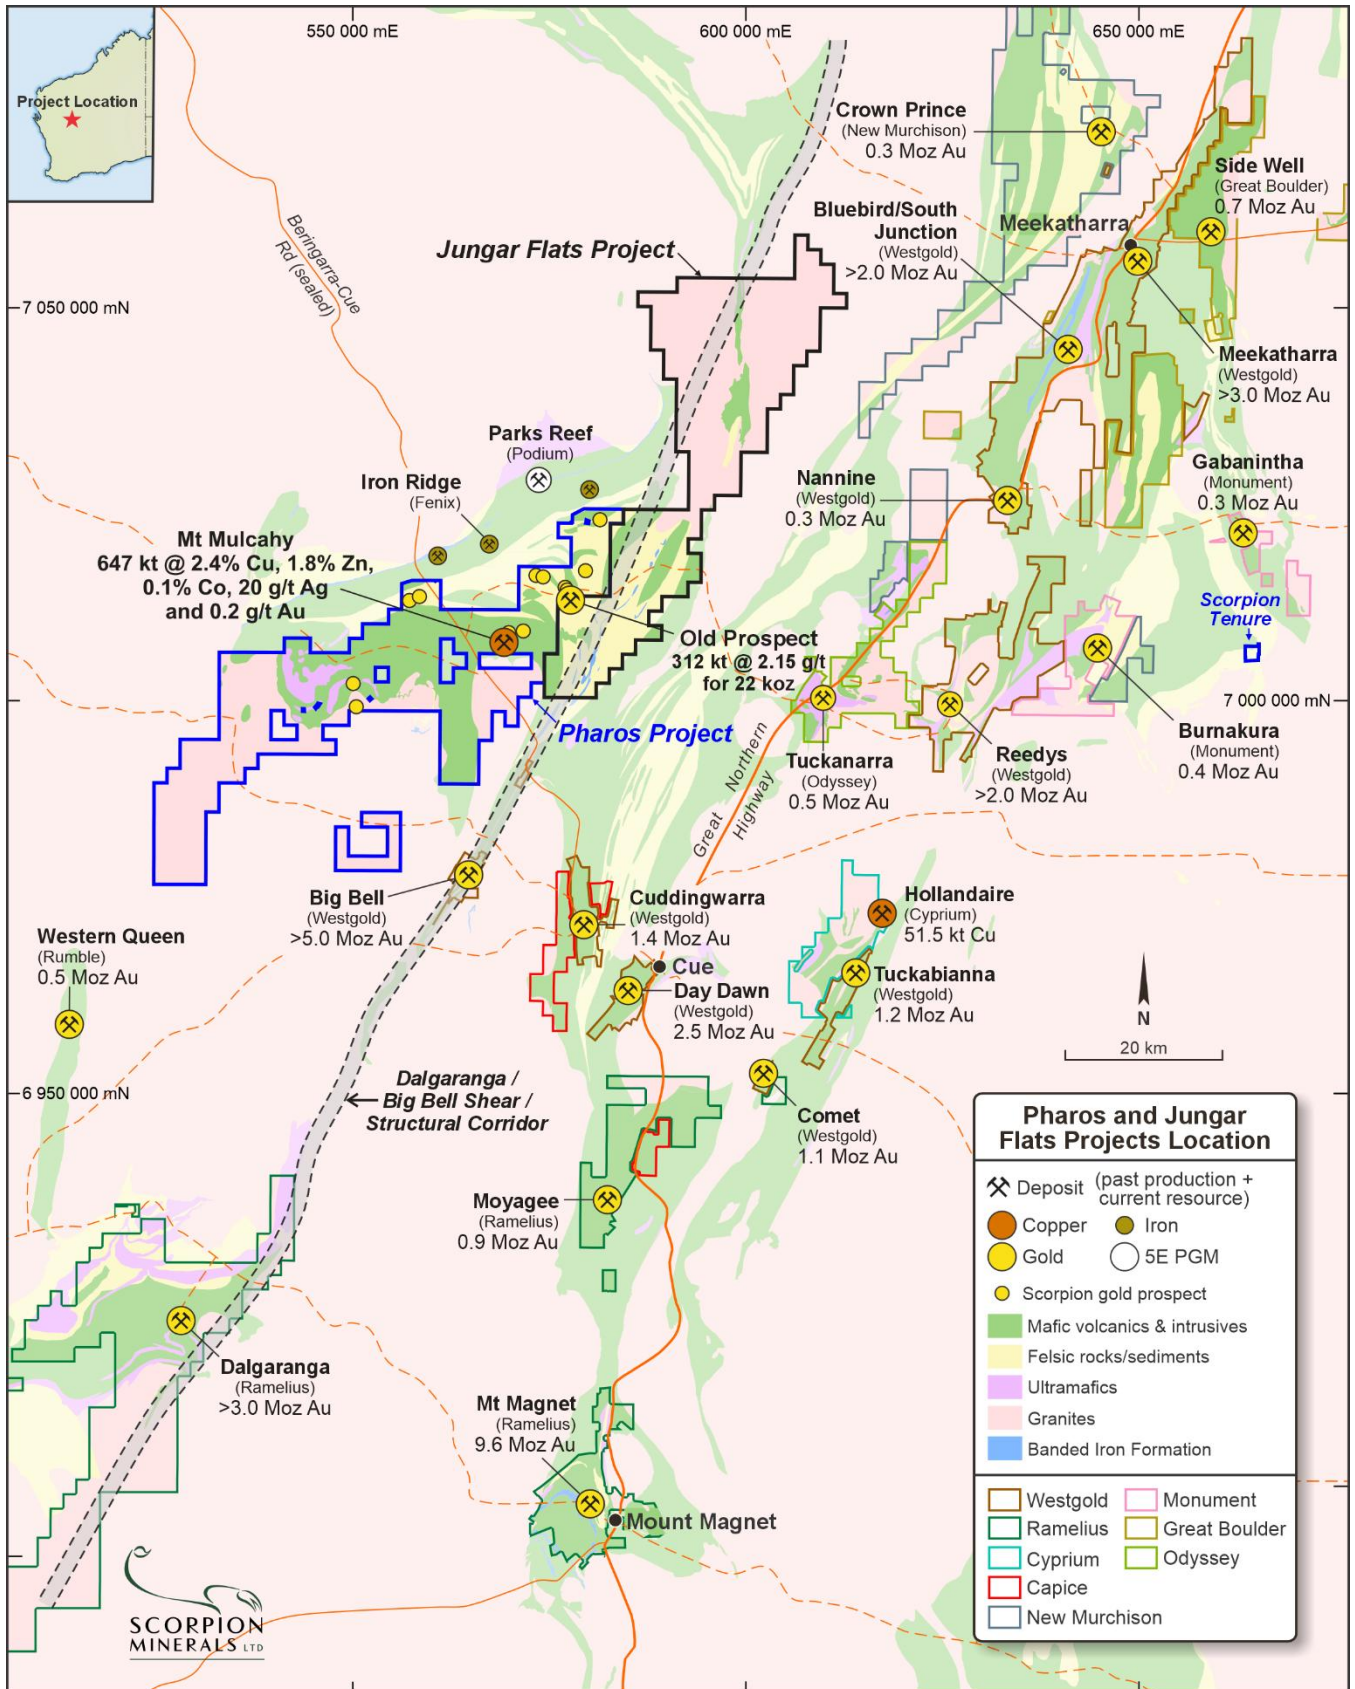 550 000 mE
600 000 mE
650 000 mE
Project Location
Crown Prince
(New Murchison)
0.3 Moz Au
Side Well
(Great Boulder)
0.7 Moz Au
Bluebird/South
Junction
(Westgold)
>2.0 Moz Au
Meekatharra
Beringarra-Cue
Rd (sealed)
Jungar Flats Project
7 050 000 mN
Meekatharra
(Westgold)
>3.0 Moz Au
Parks Reef
(Podium)
Iron Ridge
(Fenix)
Nannine
(Westgold)
0.3 Moz Au
Gabanintha
(Monument)
0.3 Moz Au
Mt Mulcahy
647 kt @ 2.4% Cu, 1.8% Zn,
0.1% Co, 20 g/t Ag
and 0.2 g/t Au
Scorpion
Tenure
Old Prospect
312 kt @ 2.15 g/t
for 22 koz
7 000 000 mN
Pharos Project
Great Northern
Highway
Tuckanarra
(Odyssey)
0.5 Moz Au
Reedys
(Westgold)
>2.0 Moz Au
Burnakura
(Monument)
0.4 Moz Au
Big Bell
(Westgold)
>5.0 Moz Au
Cuddingwarra
(Westgold)
1.4 Moz Au
Hollandaire
(Cyprium)
51.5 kt Cu
Western Queen
(Rumble)
0.5 Moz Au
Cue
Day Dawn
(Westgold)
2.5 Moz Au
Tuckabianna
(Westgold)
1.2 Moz Au
N
20 km
6 950 000 mN
Dalgaranga /
Big Bell Shear /
Structural Corridor
Comet
(Westgold)
1.1 Moz Au
Moyagee
(Ramelius)
0.9 Moz Au
Dalgaranga
(Ramelius)
>3.0 Moz Au
Mt Magnet
(Ramelius)
9.6 Moz Au
Mount Magnet
Pharos and Jungar
Flats Projects Location
Deposit (past production +
current resource)
Copper
Iron
Gold
5E PGM
Scorpion gold prospect
Mafic volcanics & intrusives
Felsic rocks/sediments
Ultramafics
Granites
Banded Iron Formation
Westgold
Monument
Ramelius
Great Boulder
Cyprium
Odyssey
Capice
New Murchison
SCORPION
MINERALS LTD